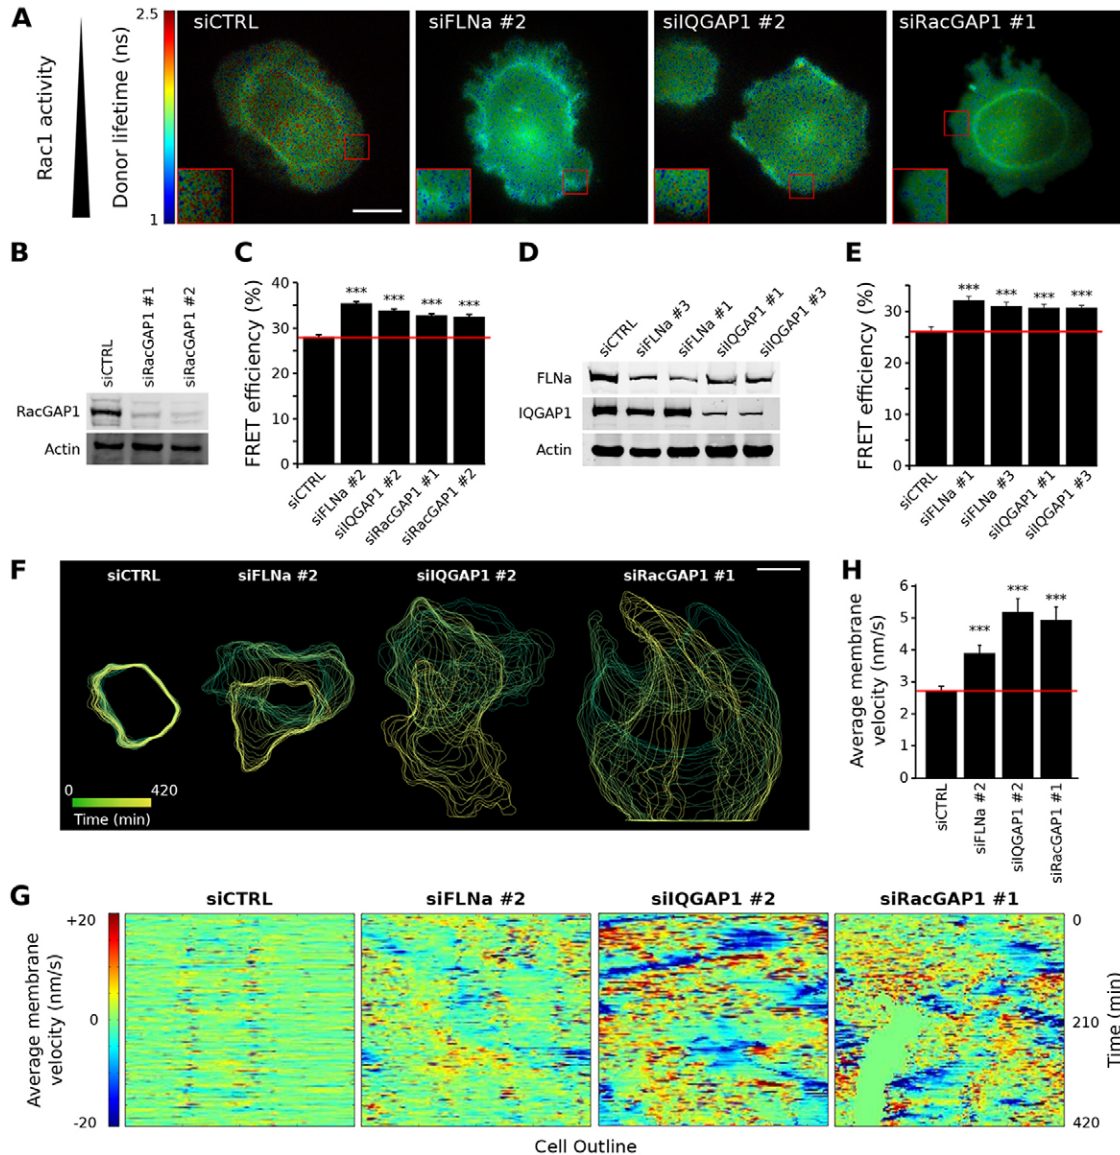 A
siCTRL
siFLNa #2
siIQGAP1 #2
siRacGAP1 #1
Rac1 activity
Donor lifetime (ns)
2.5
1
B
siCTRL
siRacGAP1 #1
siRacGAP1 #2
RacGAP1
Actin
C
FRET efficiency (%)
40
30
20
10
0
***
***
***
***
siCTRL
siFLNa #2
siIQGAP1 #2
siRacGAP1 #1
siRacGAP1 #2
D
siCTRL
siFLNa #3
siFLNa #1
siIQGAP1 #1
siIQGAP1 #3
FLNa
IQGAP1
Actin
E
FRET efficiency (%)
30
20
10
0
***
***
***
***
siCTRL
siFLNa #1
siFLNa #3
siIQGAP1 #1
siIQGAP1 #3
F
siCTRL
siFLNa #2
siIQGAP1 #2
siRacGAP1 #1
0
420
Time (min)
H
Average membrane
velocity (nm/s)
6
5
4
3
2
1
0
***
***
***
siCTRL
siFLNa #2
siIQGAP1 #2
siRacGAP1 #1
G
siCTRL
siFLNa #2
siIQGAP1 #2
siRacGAP1 #1
Average membrane
velocity (nm/s)
+20
0
-20
0
210
420
Time (min)
Cell Outline